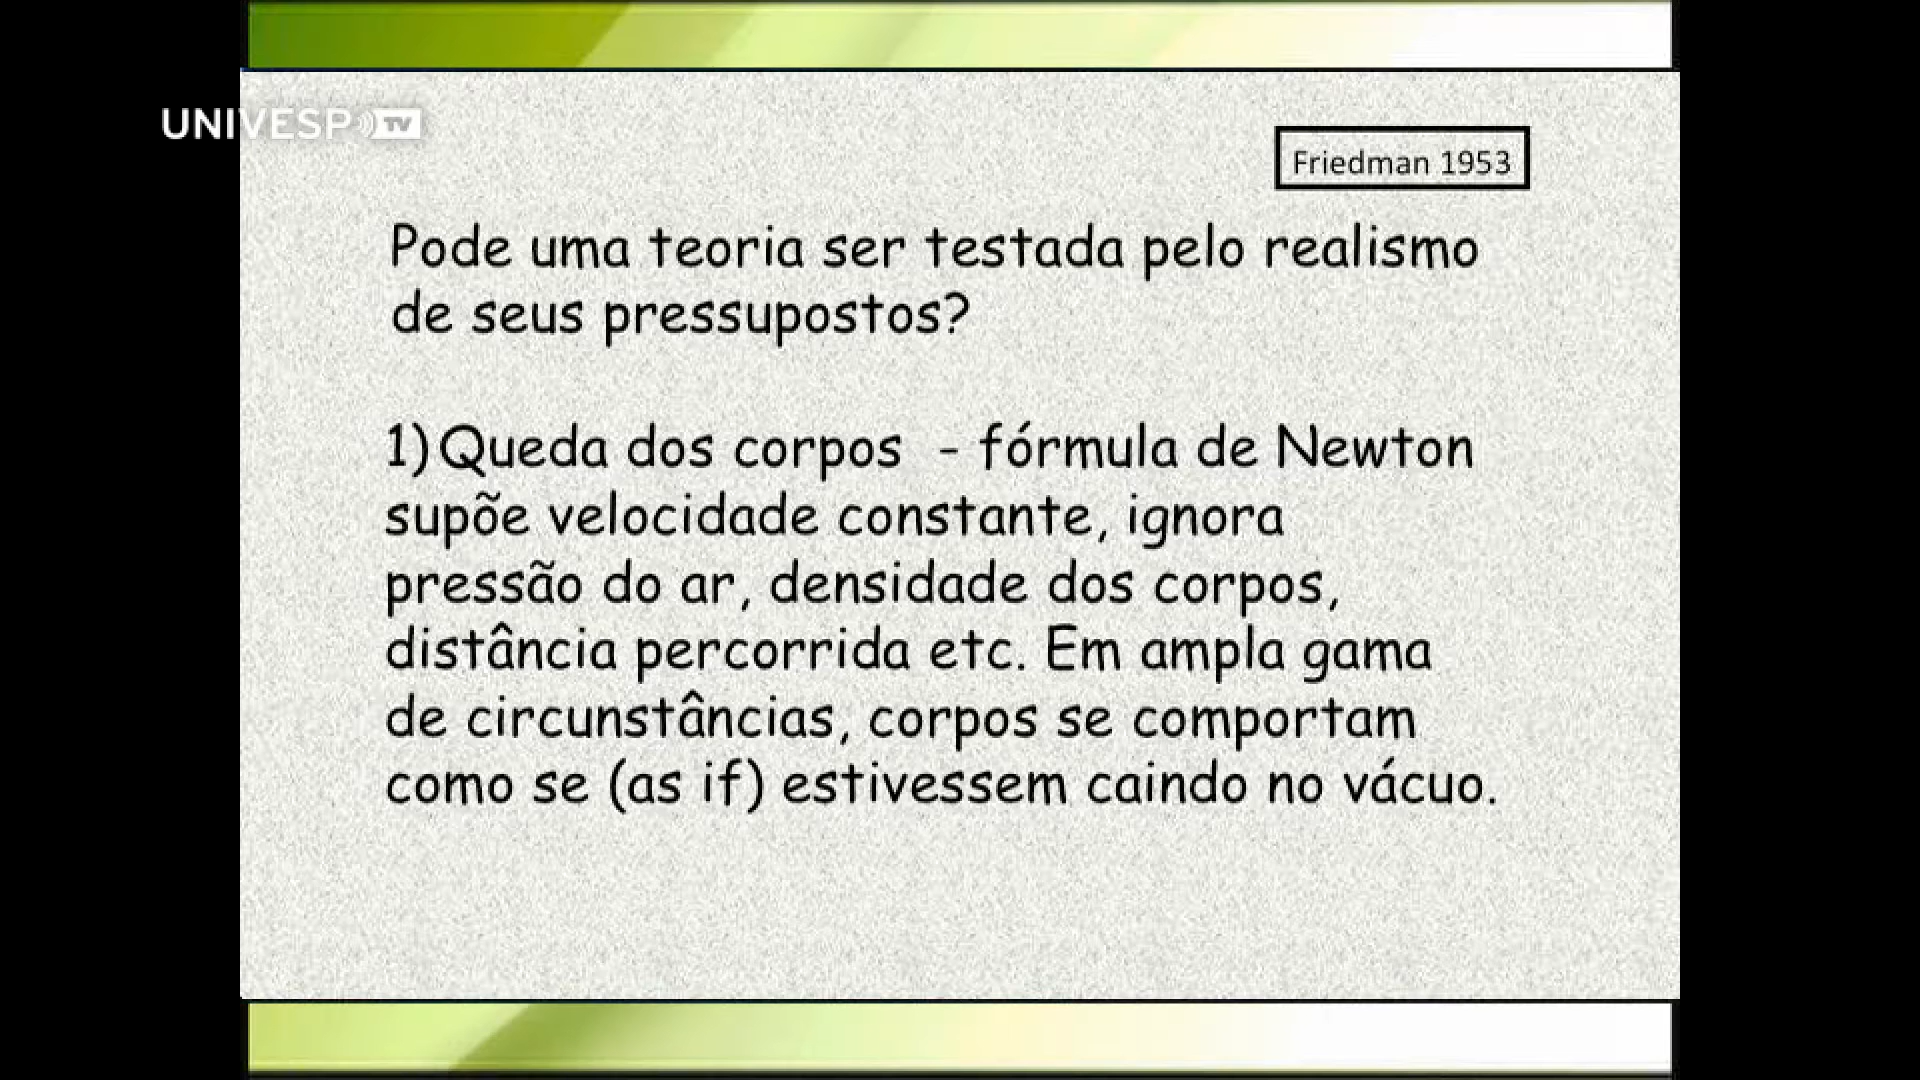 UNIVESP TV
Friedman 1953
Pode uma teoria ser testada pelo realismo
de seus pressupostos?
1) Queda dos corpos - fórmula de Newton
supõe velocidade constante, ignora
pressão do ar, densidade dos corpos,
distância percorrida etc. Em ampla gama
de circunstâncias, corpos se comportam
como se (as if) estivessem caindo no vácuo.